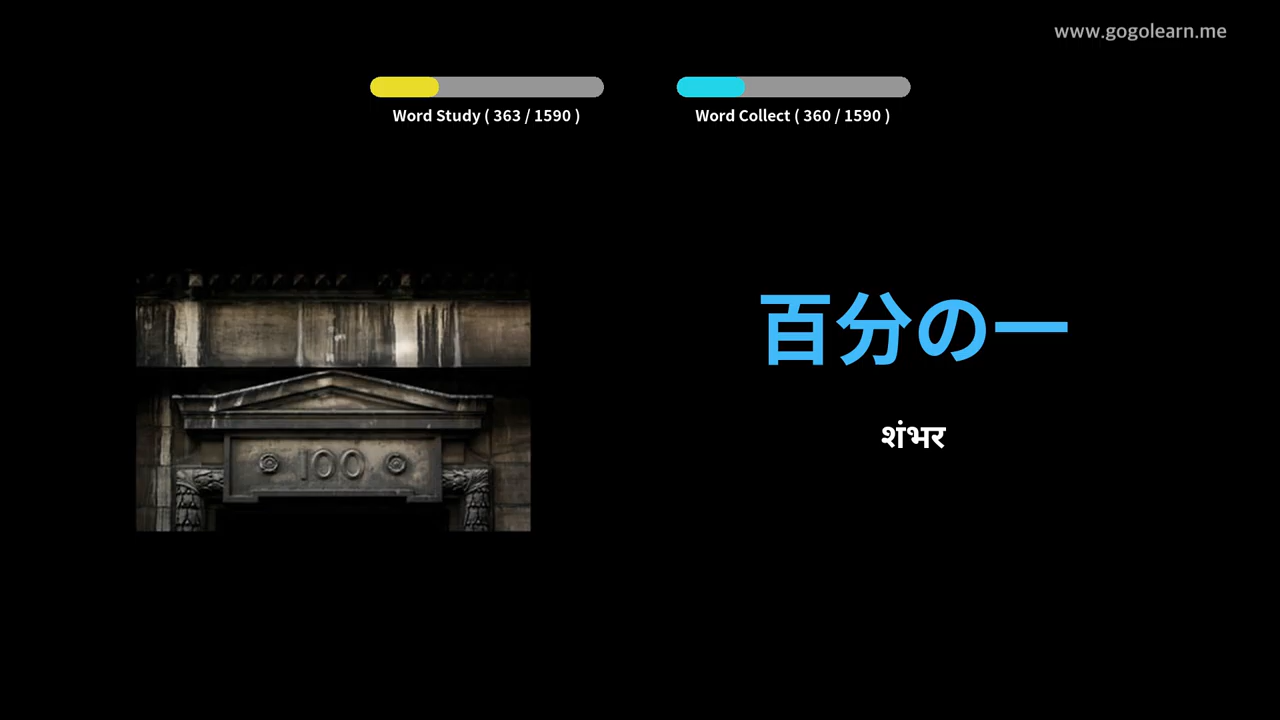 www.gogolearn.me
Word Study ( 363 / 1590 )
Word Collect ( 360 / 1590 )
百分の一
शंभर
100